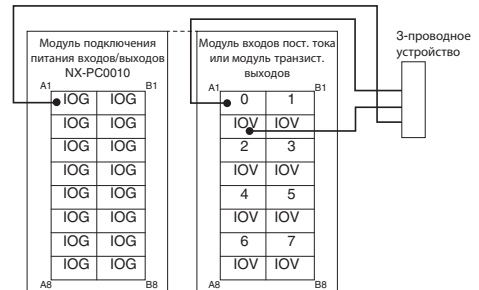 Модуль подключения
питания входов/выходов
NX-PC0010
A1 B1
IOG IOG
IOG IOG
IOG IOG
IOG IOG
IOG IOG
IOG IOG
IOG IOG
IOG IOG
A8 B8
Модуль входов пост. тока
или модуль транзист.
выходов
A1 B1
0 1
IOV IOV
2 3
IOV IOV
4 5
IOV IOV
6 7
IOV IOV
A8 B8
3-проводное
устройство